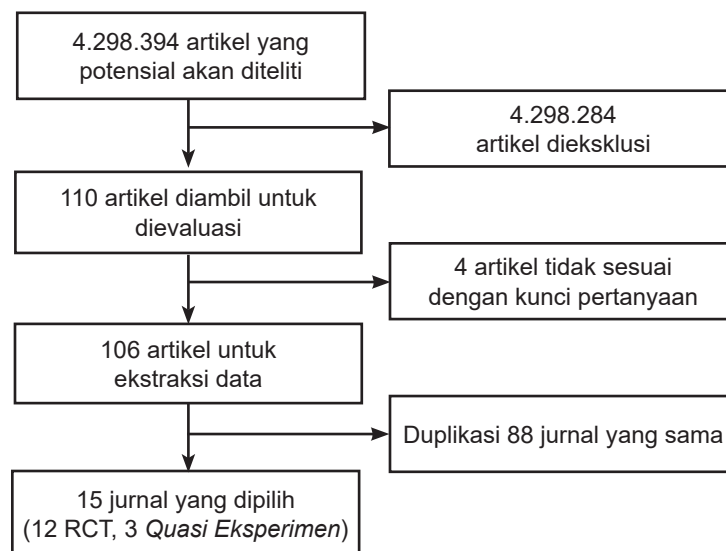 4.298.394 artikel yang
potensial akan diteliti
4.298.284
artikel dieksklusi
110 artikel diambil untuk
dievaluasi
4 artikel tidak sesuai
dengan kunci pertanyaan
106 artikel untuk
ekstraksi data
Duplikasi 88 jurnal yang sama
15 jurnal yang dipilih
(12 RCT, 3 Quasi Eksperimen)